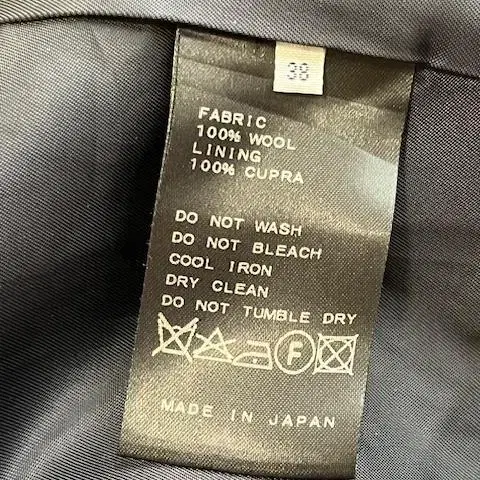 38
FABRIC
100% WOOL
LINING
100% CUPRA
DO NOT WASH
DO NOT BLEACH
COOL IRON
DRY CLEAN
DO NOT TUMBLE DRY
F
MADE IN JAPAN